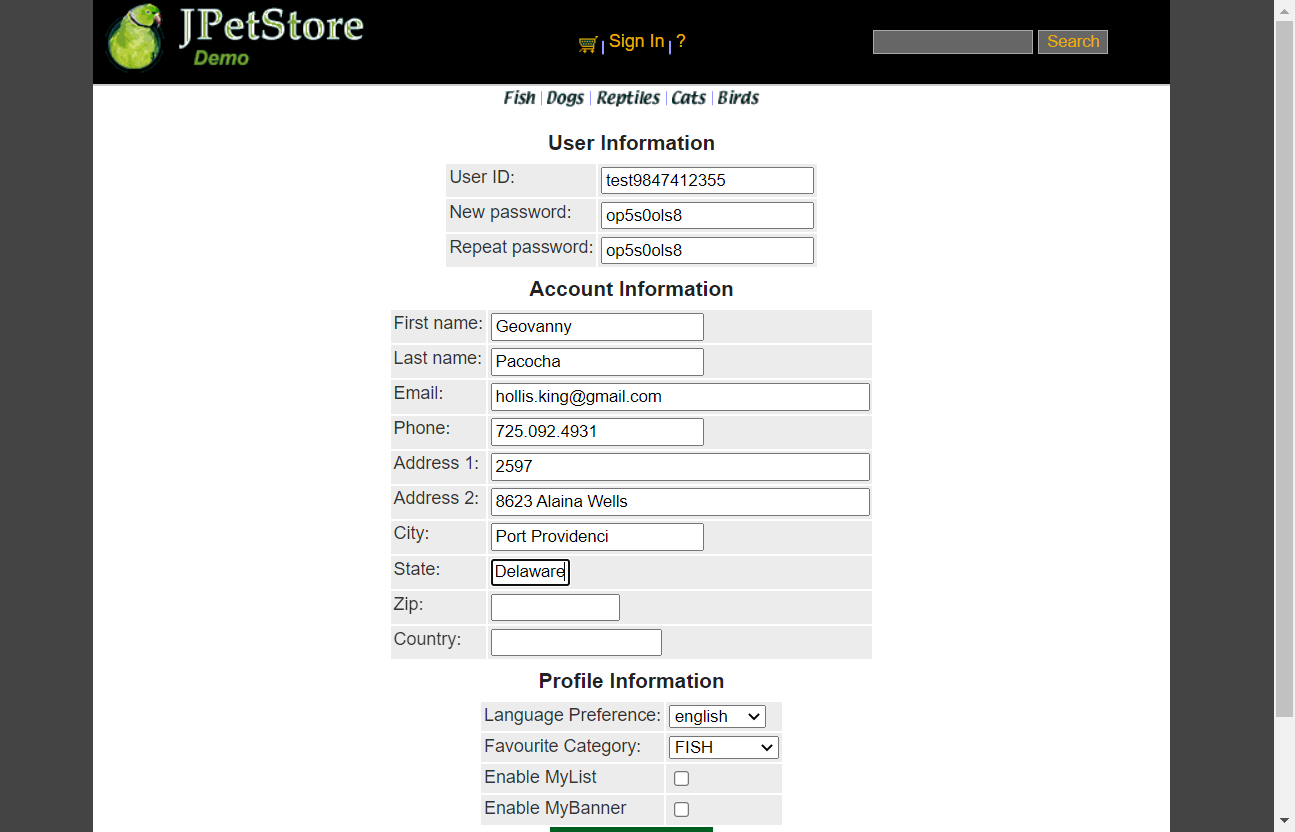 JPetStore
Demo
Sign In ?
Search
Fish Dogs Reptiles Cats Birds
User Information
User ID: test9847412355
New password: op5s0ols8
Repeat password: op5s0ols8
Account Information
First name: Geovanny
Last name: Pacocha
Email: hollis.king@gmail.com
Phone: 725.092.4931
Address 1: 2597
Address 2: 8623 Alaina Wells
City: Port Providenci
State: Delaware
Zip:
Country:
Profile Information
Language Preference: english
Favourite Category: FISH
Enable MyList
Enable MyBanner